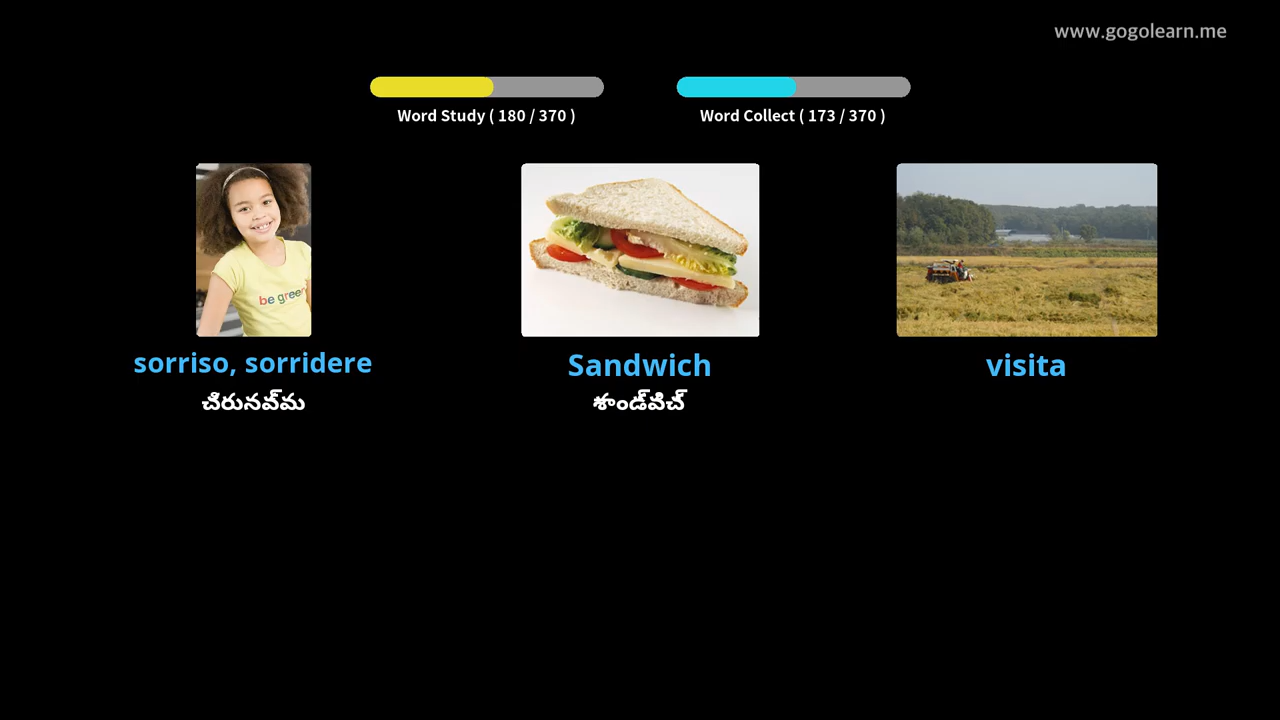 www.gogolearn.me
Word Study ( 180 / 370 )
Word Collect ( 173 / 370 )
be green
sorriso, sorridere
Sandwich
visita
చిరునవ్మ
శాండ్విచ్